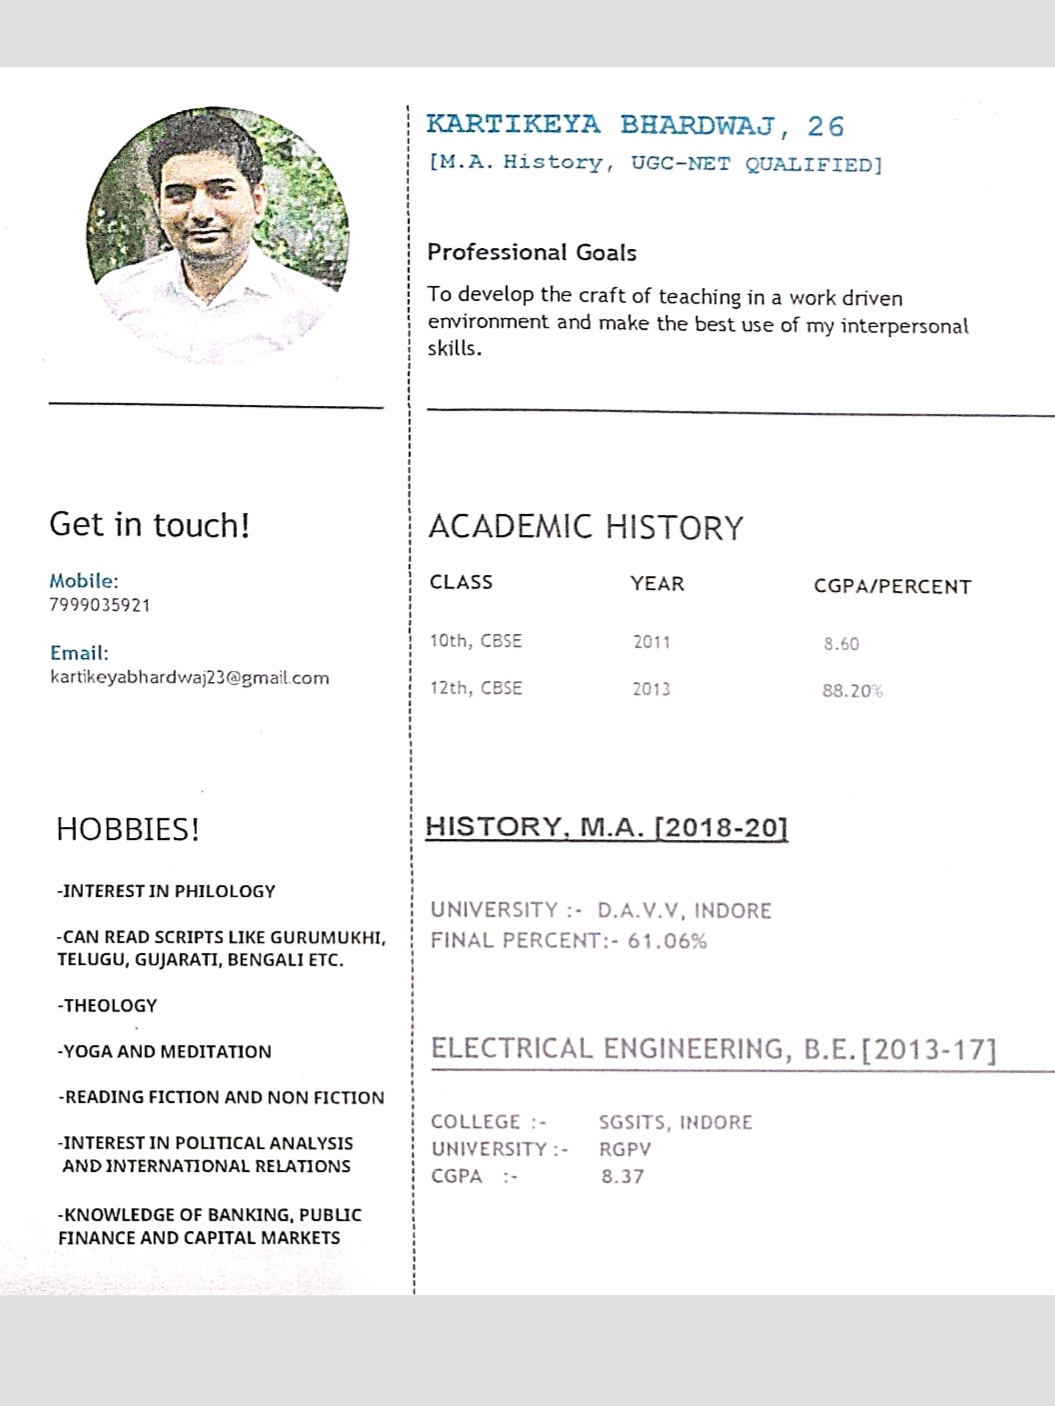 KARTIKEYA BHARDWAJ, 26
[M.A. History, UGC-NET QUALIFIED]
Professional Goals
To develop the craft of teaching in a work driven
environment and make the best use of my interpersonal
skills.
Get in touch!
Mobile:
7999035921
Email:
kartikeyabhardwaj23@gmail.com
HOBBIES!
-INTEREST IN PHILOLOGY
-CAN READ SCRIPTS LIKE GURUMUKHI,
TELUGU, GUJARATI, BENGALI ETC.
-THEOLOGY
-YOGA AND MEDITATION
-READING FICTION AND NON FICTION
-INTEREST IN POLITICAL ANALYSIS
AND INTERNATIONAL RELATIONS
-KNOWLEDGE OF BANKING, PUBLIC
FINANCE AND CAPITAL MARKETS
ACADEMIC HISTORY
CLASS YEAR CGPA/PERCENT
10th, CBSE 2011 8.60
12th, CBSE 2013 88.20%
HISTORY, M.A. [2018-20]
UNIVERSITY :- D.A.V.V, INDORE
FINAL PERCENT:- 61.06%
ELECTRICAL ENGINEERING, B.E.[2013-17]
COLLEGE :- SGSITS, INDORE
UNIVERSITY :- RGPV
CGPA :- 8.37